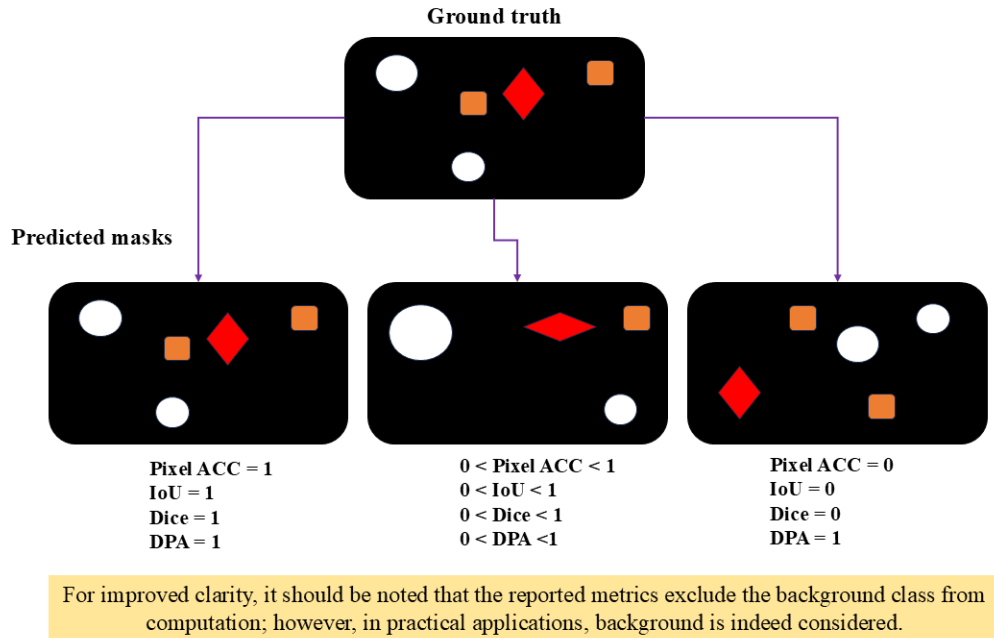 Ground truth
Predicted masks
Pixel ACC = 1
IoU = 1
Dice = 1
DPA = 1
0 < Pixel ACC < 1
0 < IoU < 1
0 < Dice < 1
0 < DPA <1
Pixel ACC = 0
IoU = 0
Dice = 0
DPA = 1
For improved clarity, it should be noted that the reported metrics exclude the background class from
computation; however, in practical applications, background is indeed considered.